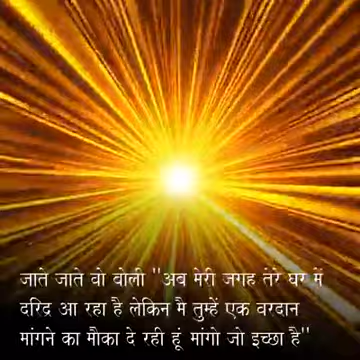 जाते जाते वो बोली "अब मेरी जगह तेरे घर में
दरिद्र आ रहा है लेकिन मै तुम्हें एक वरदान
मांगने का मौका दे रही हूं मांगो जो इच्छा है"